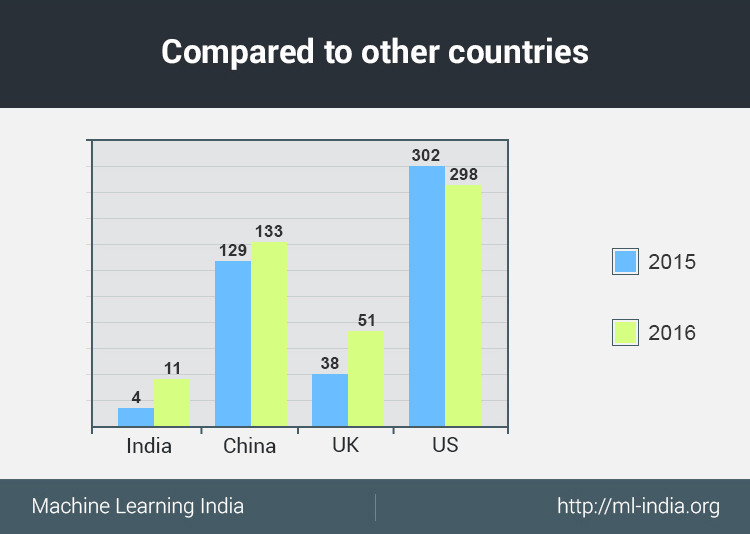 Compared to other countries
302
298
129
133
51
38
11
4
India
China
UK
US
2015
2016
Machine Learning India
http://ml-india.org